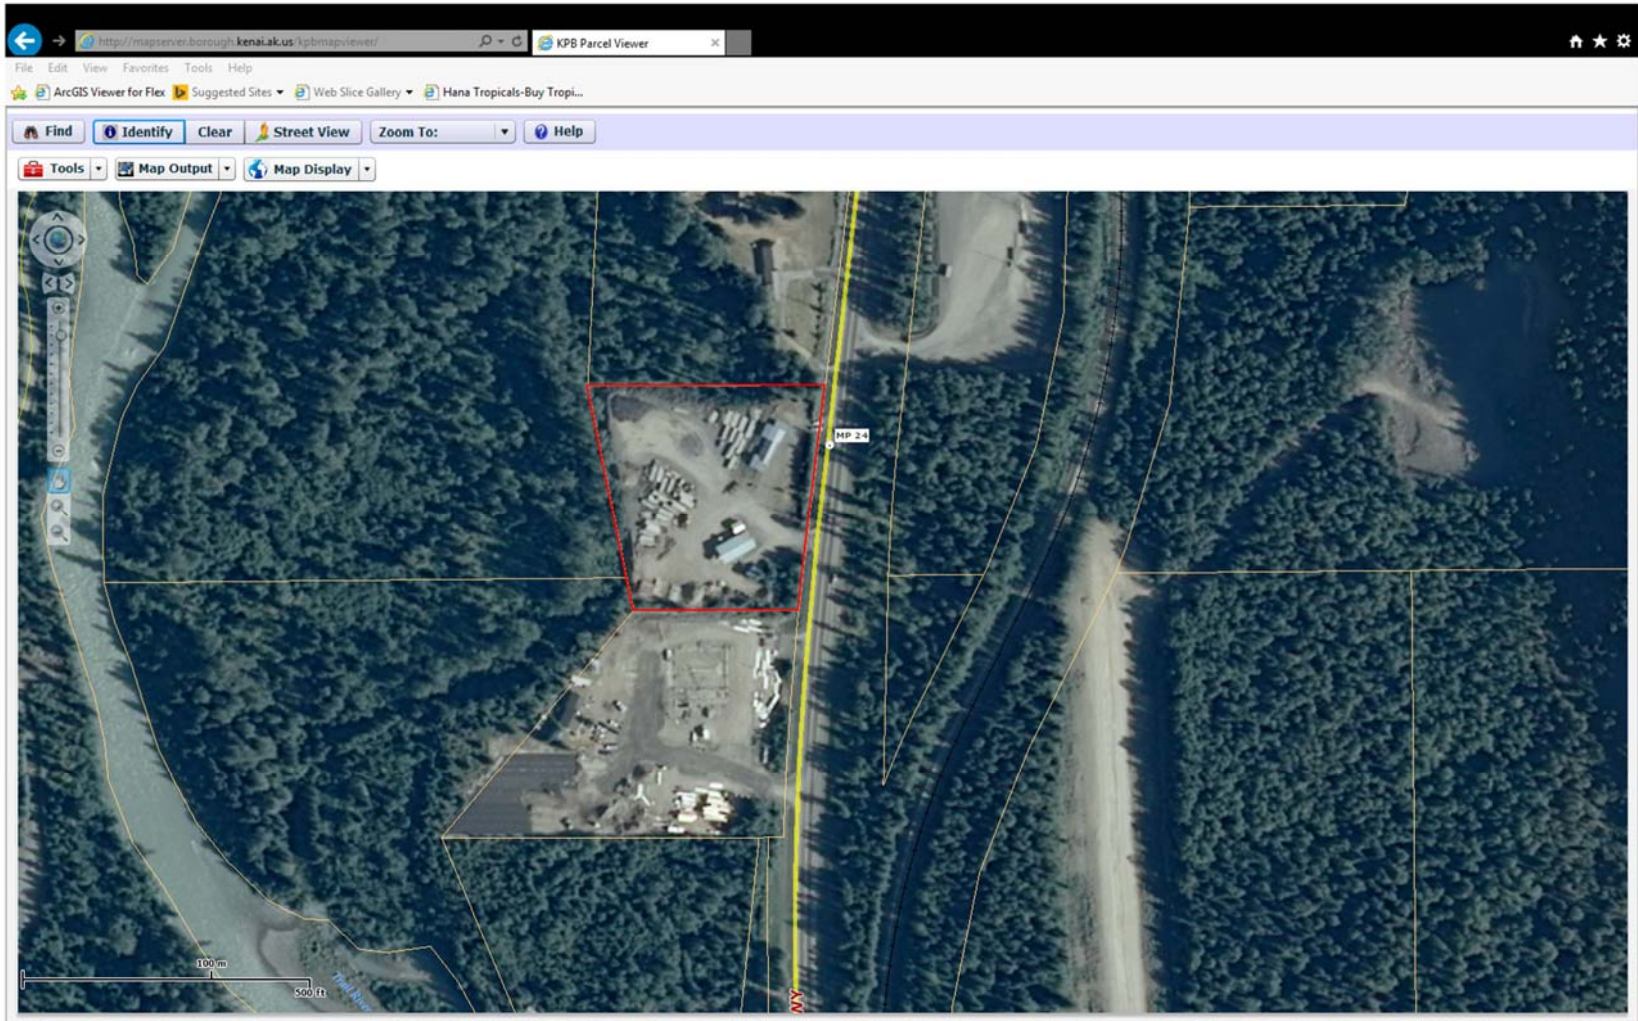 http://mapserver.borough.kenai.ak.us/kpbmapviewer/
KPB Parcel Viewer
File Edit View Favorites Tools Help
ArcGIS Viewer for Flex Suggested Sites Web Slice Gallery Hana Tropicals-Buy Tropi...
Find Identify Clear Street View Zoom To: Help
Tools Map Output Map Display
MP 24
100 m
500 ft
WY